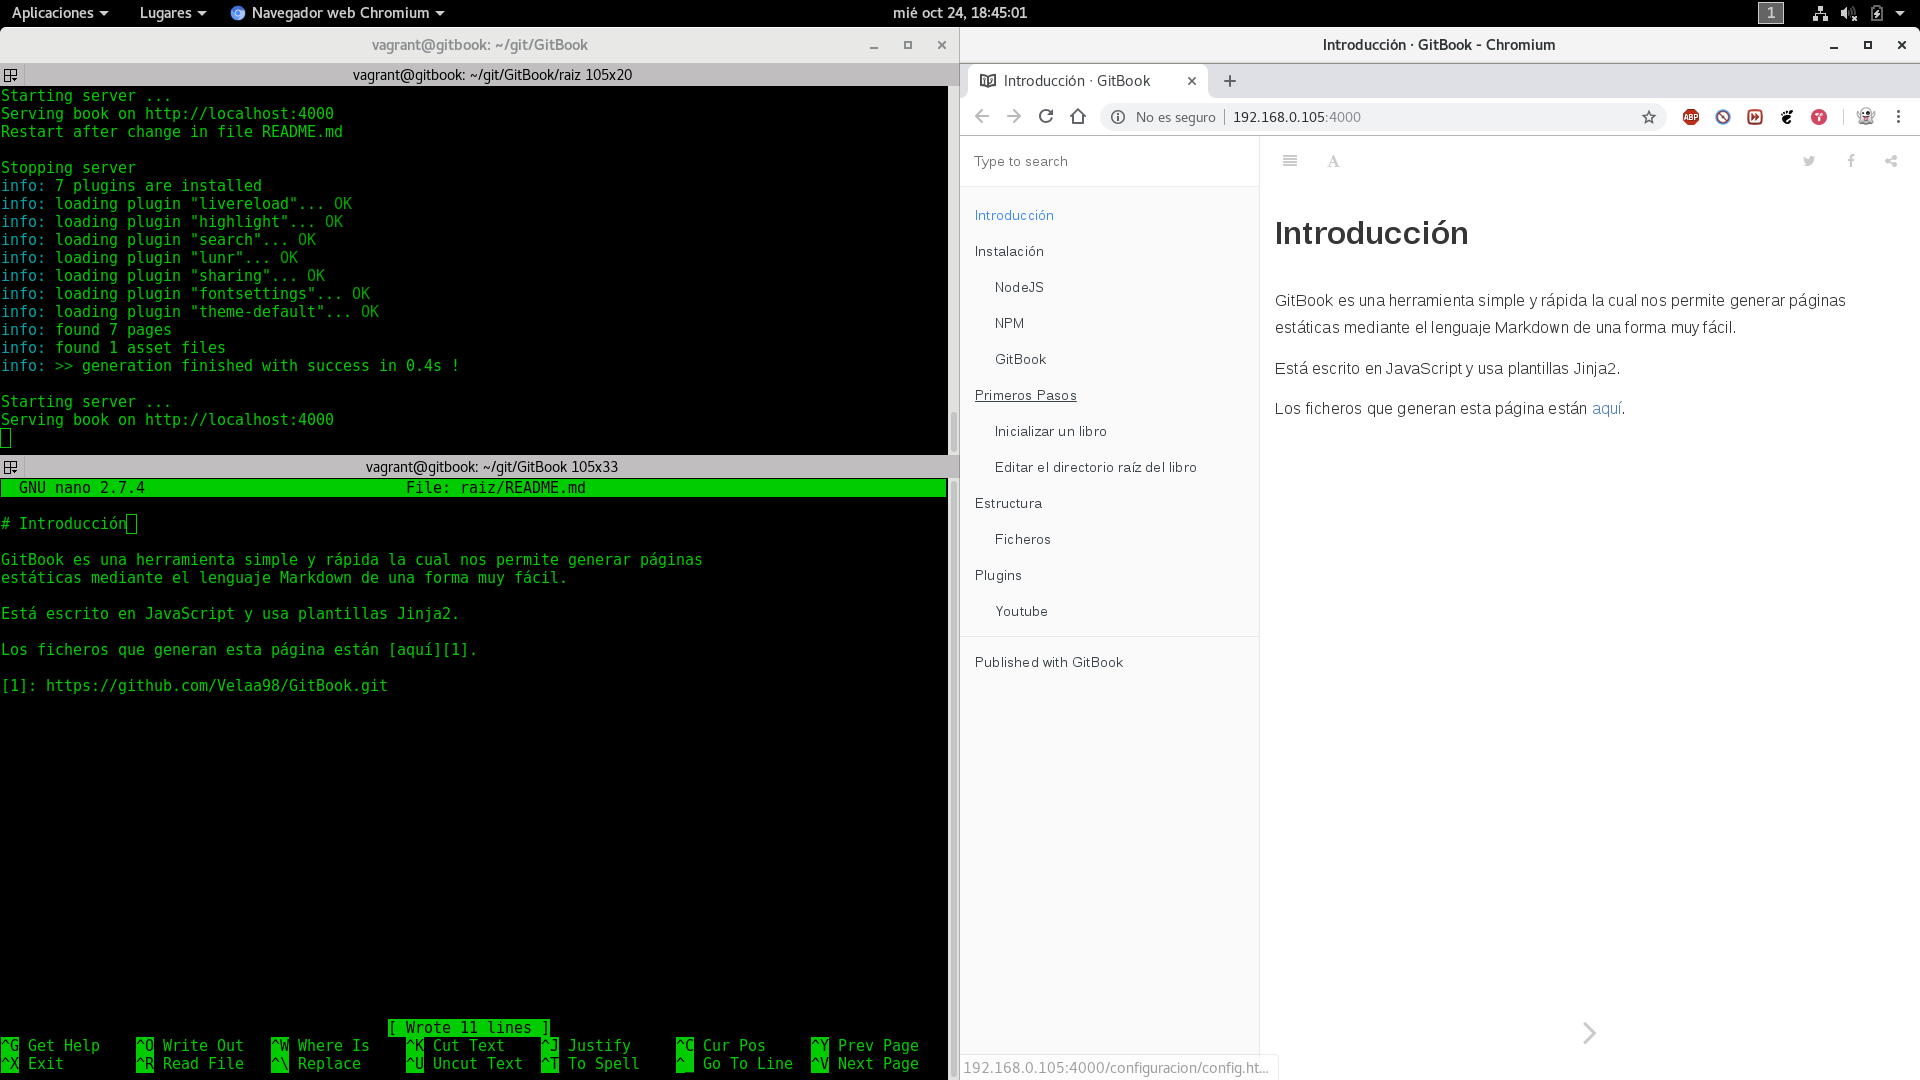 Aplicaciones Lugares Navegador web Chromium mié oct 24, 18:45:01 1
vagrant@gitbook: ~/git/GitBook
vagrant@gitbook: ~/git/GitBook/raiz 105x20
Starting server ...
Serving book on http://localhost:4000
Restart after change in file README.md
Stopping server
info: 7 plugins are installed
info: loading plugin "livereload"... OK
info: loading plugin "highlight"... OK
info: loading plugin "search"... OK
info: loading plugin "lunr"... OK
info: loading plugin "sharing"... OK
info: loading plugin "fontsettings"... OK
info: loading plugin "theme-default"... OK
info: found 7 pages
info: found 1 asset files
info: >> generation finished with success in 0.4s !
Starting server ...
Serving book on http://localhost:4000
vagrant@gitbook: ~/git/GitBook 105x33
GNU nano 2.7.4 File: raiz/README.md
# Introducción
GitBook es una herramienta simple y rápida la cual nos permite generar páginas
estáticas mediante el lenguaje Markdown de una forma muy fácil.
Está escrito en JavaScript y usa plantillas Jinja2.
Los ficheros que generan esta página están [aquí][1].
[1]: https://github.com/Velaa98/GitBook.git
[ Wrote 11 lines ]
^G Get Help ^O Write Out ^W Where Is ^K Cut Text ^J Justify ^C Cur Pos ^Y Prev Page
^X Exit ^R Read File ^\ Replace ^U Uncut Text ^T To Spell ^_ Go To Line ^V Next Page
Introducción · GitBook - Chromium
Introducción · GitBook
No es seguro 192.168.0.105:4000
ABP
Type to search
Introducción
Instalación
NodeJS
NPM
GitBook
Primeros Pasos
Inicializar un libro
Editar el directorio raíz del libro
Estructura
Ficheros
Plugins
Youtube
Published with GitBook
A
Introducción
GitBook es una herramienta simple y rápida la cual nos permite generar páginas
estáticas mediante el lenguaje Markdown de una forma muy fácil.
Está escrito en JavaScript y usa plantillas Jinja2.
Los ficheros que generan esta página están aquí.
192.168.0.105:4000/configuracion/config.ht...